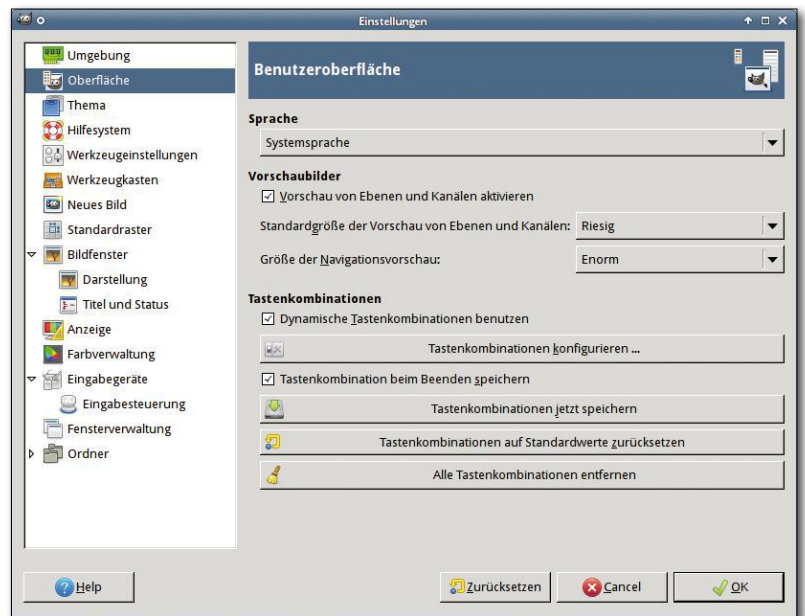 Einstellungen
Umgebung
Oberfläche
Thema
Hilfesystem
Werkzeugeinstellungen
Werkzeugkasten
Neues Bild
Standardraster
Bildfenster
Darstellung
Titel und Status
Anzeige
Farbverwaltung
Eingabegeräte
Eingabesteuerung
Fensterverwaltung
Ordner
Benutzeroberfläche
Sprache
Systemsprache
Vorschaubilder
Vorschau von Ebenen und Kanälen aktivieren
Standardgröße der Vorschau von Ebenen und Kanälen: Riesig
Größe der Navigationsvorschau: Enorm
Tastenkombinationen
Dynamische Tastenkombinationen benutzen
Tastenkombinationen konfigurieren ...
Tastenkombination beim Beenden speichern
Tastenkombinationen jetzt speichern
Tastenkombinationen auf Standardwerte zurücksetzen
Alle Tastenkombinationen entfernen
Help Zurücksetzen Cancel OK